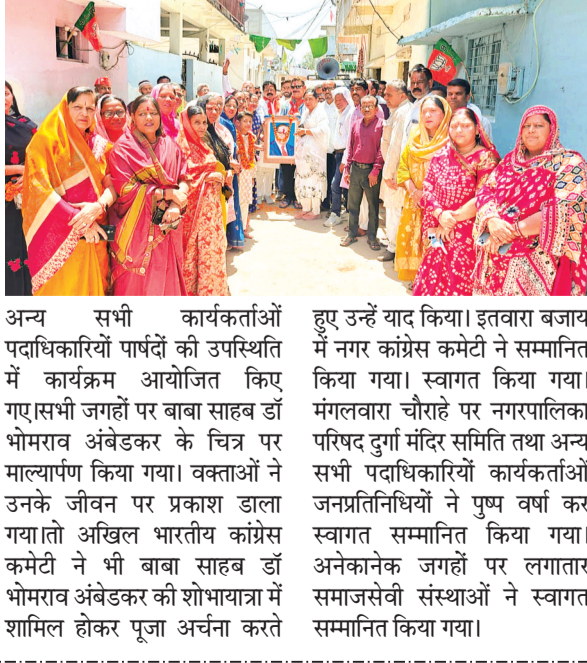 अन्य सभी कार्यकर्ताओं
पदाधिकारियों पार्षदों की उपस्थिति
में कार्यक्रम आयोजित किए
गए।सभी जगहों पर बाबा साहब डॉ
भोमराव अंबेडकर के चित्र पर
माल्यार्पण किया गया। वक्ताओं ने
उनके जीवन पर प्रकाश डाला
गया।तो अखिल भारतीय कांग्रेस
कमेटी ने भी बाबा साहब डॉ
भोमराव अंबेडकर की शोभायात्रा में
शामिल होकर पूजा अर्चना करते
हुए उन्हें याद किया। इतवारा बजाय
में नगर कांग्रेस कमेटी ने सम्मानित
किया गया। स्वागत किया गया।
मंगलवारा चौराहे पर नगरपालिका
परिषद दुर्गा मंदिर समिति तथा अन्य
सभी पदाधिकारियों कार्यकर्ताओं
जनप्रतिनिधियों ने पुष्प वर्षा कर
स्वागत सम्मानित किया गया।
अनेकानेक जगहों पर लगातार
समाजसेवी संस्थाओं ने स्वागत
सम्मानित किया गया।